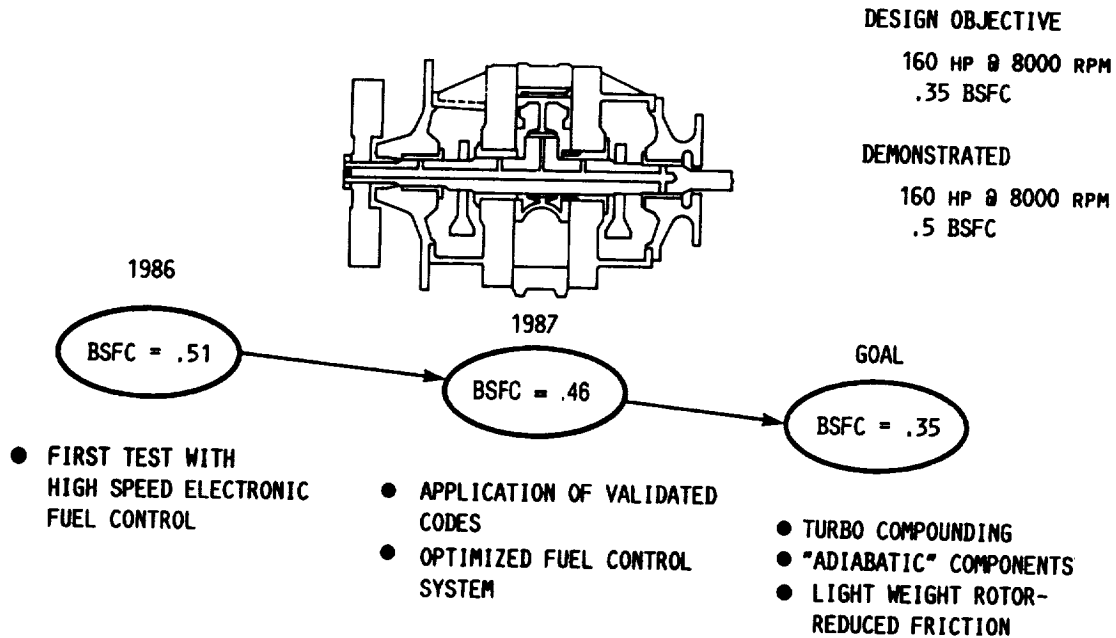 DESIGN OBJECTIVE
160 HP @ 8000 RPM
.35 BSFC
DEMONSTRATED
160 HP @ 8000 RPM
.5 BSFC
1986
BSFC = .51
● FIRST TEST WITH
HIGH SPEED ELECTRONIC
FUEL CONTROL
1987
BSFC = .46
● APPLICATION OF VALIDATED
CODES
● OPTIMIZED FUEL CONTROL
SYSTEM
GOAL
BSFC = .35
● TURBO COMPOUNDING
● "ADIABATIC" COMPONENTS
● LIGHT WEIGHT ROTOR-
REDUCED FRICTION